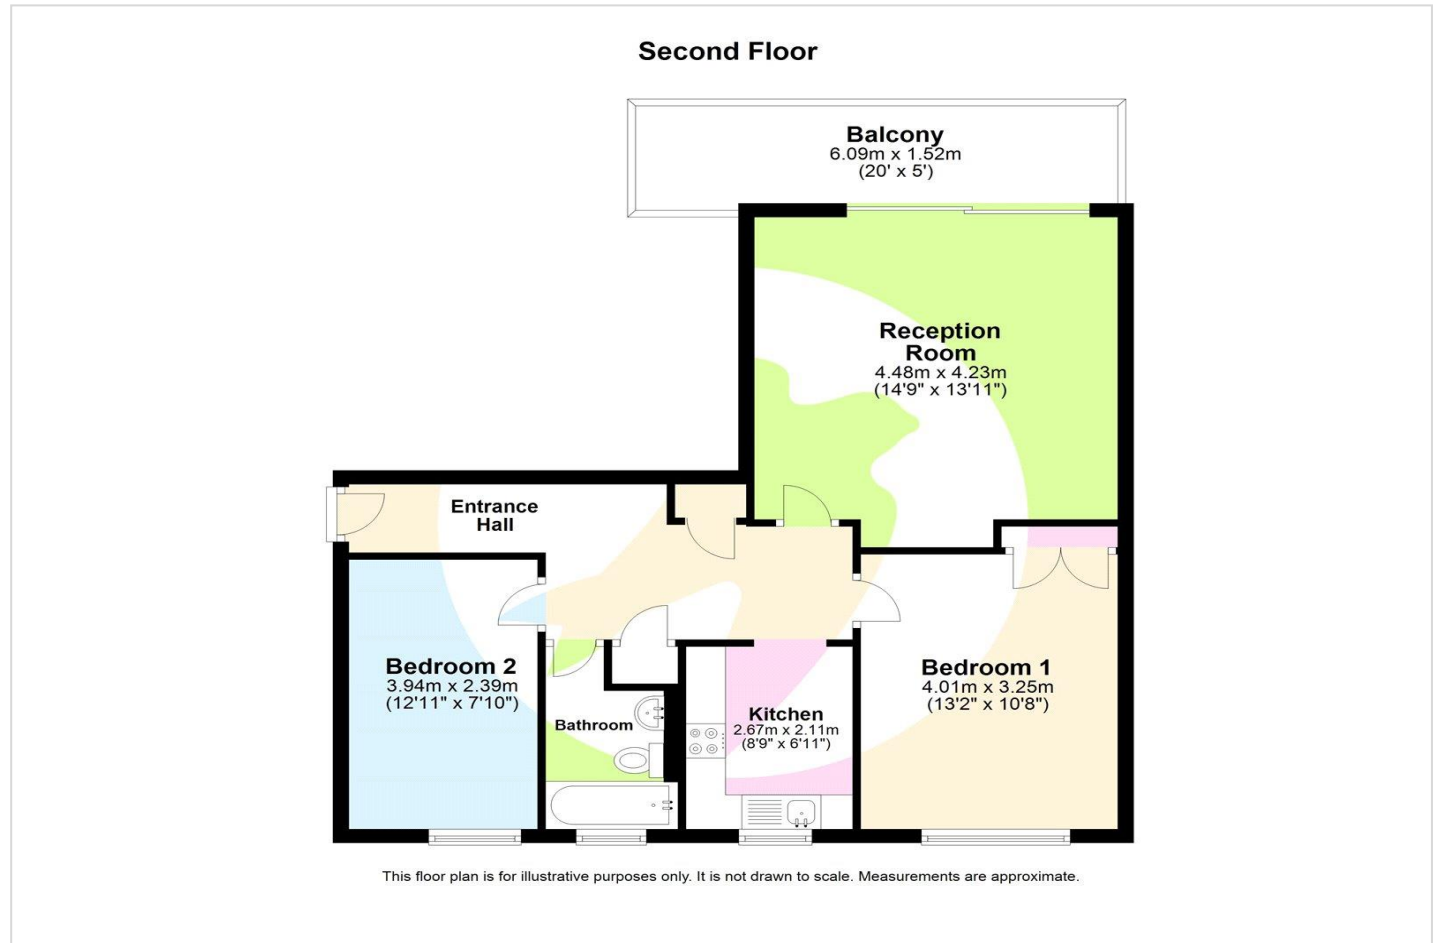 Second Floor
Balcony
6.09m x 1.52m
(20' x 5')
Reception
Room
4.48m x 4.23m
(14'9" x 13'11")
Entrance
Hall
Bedroom 2
3.94m x 2.39m
(12'11" x 7'10")
Bathroom
Kitchen
2.67m x 2.11m
(8'9" x 6'11")
Bedroom 1
4.01m x 3.25m
(13'2" x 10'8")
This floor plan is for illustrative purposes only. It is not drawn to scale. Measurements are approximate.